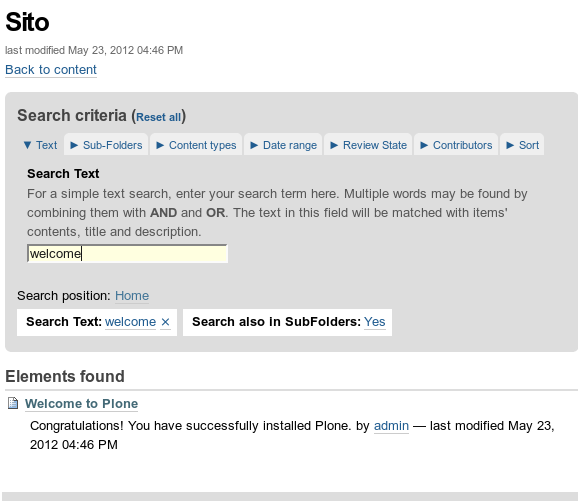 Sito
last modified May 23, 2012 04:46 PM
Back to content
Search criteria (Reset all)
▼ Text ► Sub-Folders ► Content types ► Date range ► Review State ► Contributors ► Sort
Search Text
For a simple text search, enter your search term here. Multiple words may be found by
combining them with AND and OR. The text in this field will be matched with items'
contents, title and description.
welcome
Search position: Home
Search Text: welcome × Search also in SubFolders: Yes
Elements found
Welcome to Plone
Congratulations! You have successfully installed Plone. by admin — last modified May 23,
2012 04:46 PM